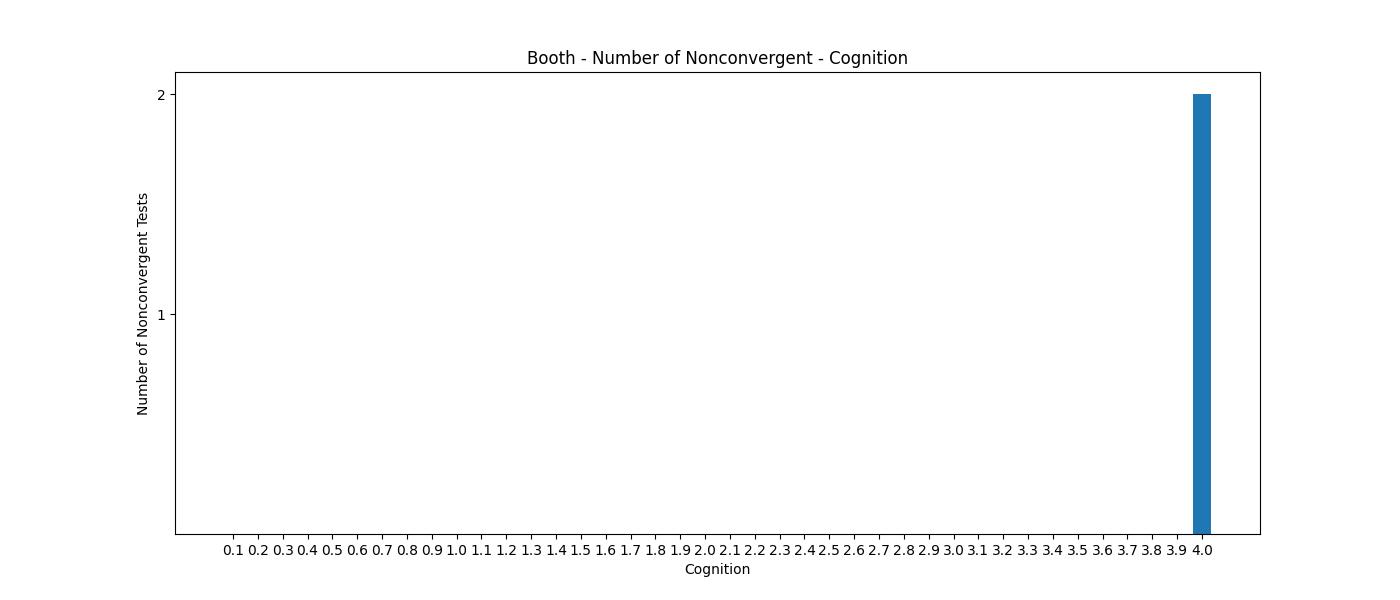 Booth - Number of Nonconvergent - Cognition
2
1
Number of Nonconvergent Tests
0.1 0.2 0.3 0.4 0.5 0.6 0.7 0.8 0.9 1.0 1.1 1.2 1.3 1.4 1.5 1.6 1.7 1.8 1.9 2.0 2.1 2.2 2.3 2.4 2.5 2.6 2.7 2.8 2.9 3.0 3.1 3.2 3.3 3.4 3.5 3.6 3.7 3.8 3.9 4.0
Cognition